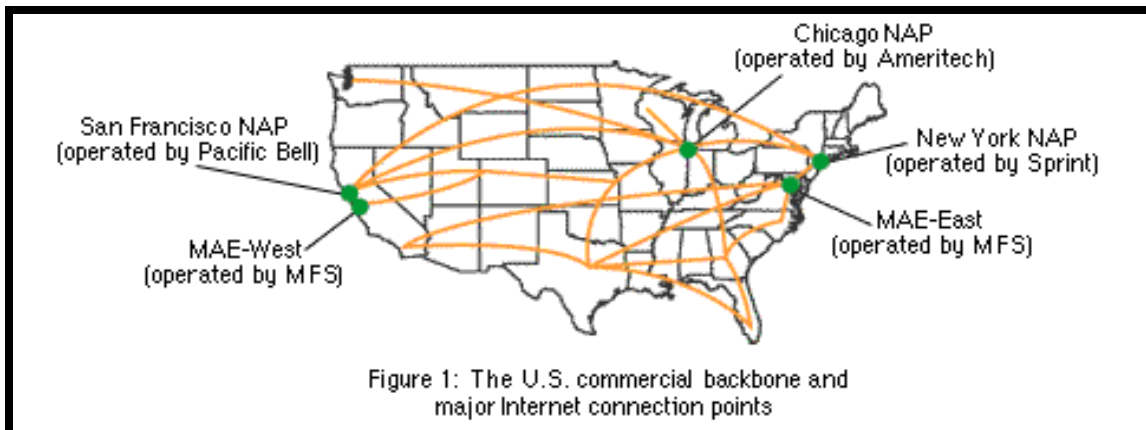 Chicago NAP
(operated by Ameritech)
San Francisco NAP
(operated by Pacific Bell)
New York NAP
(operated by Sprint)
MAE-West
(operated by MFS)
MAE-East
(operated by MFS)
Figure 1: The U.S. commercial backbone and
major Internet connection points